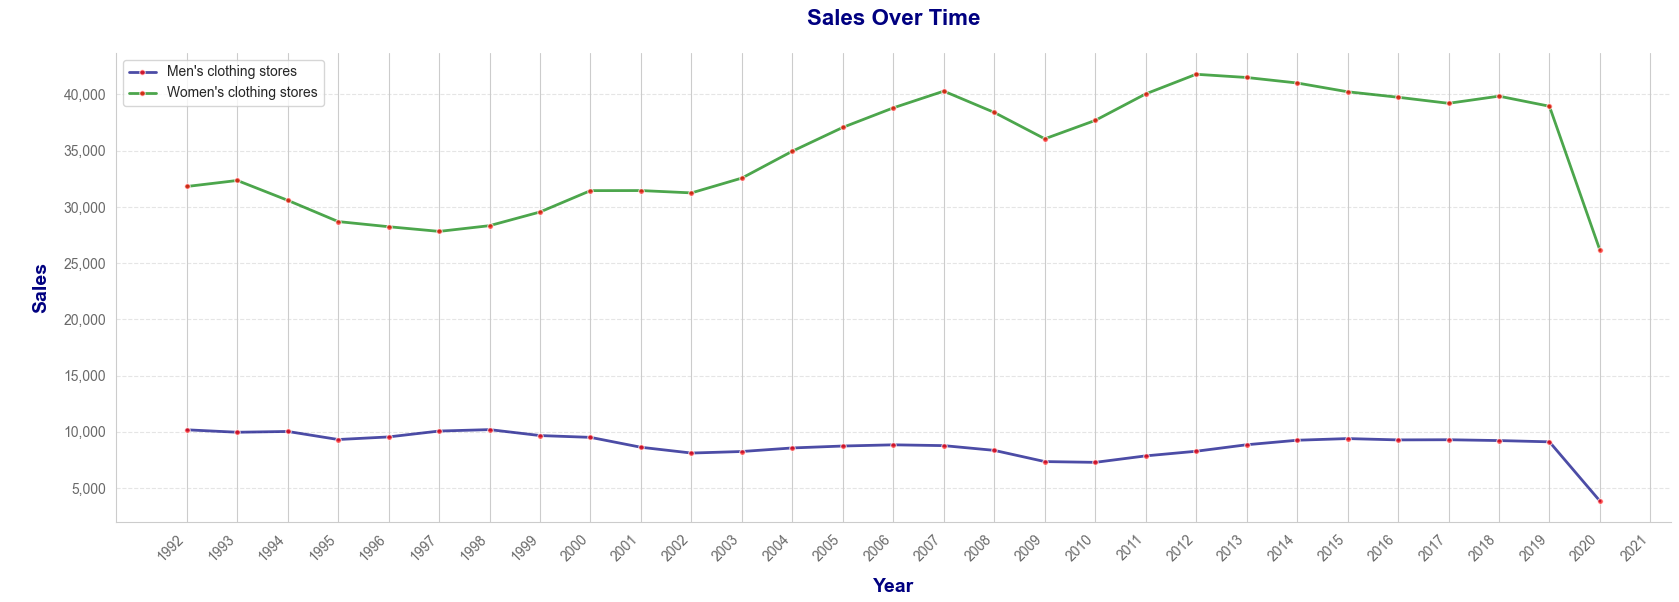 Sales Over Time
Men's clothing stores
Women's clothing stores
40,000
35,000
30,000
25,000
20,000
15,000
10,000
5,000
Sales
1992 1993 1994 1995 1996 1997 1998 1999 2000 2001 2002 2003 2004 2005 2006 2007 2008 2009 2010 2011 2012 2013 2014 2015 2016 2017 2018 2019 2020 2021
Year